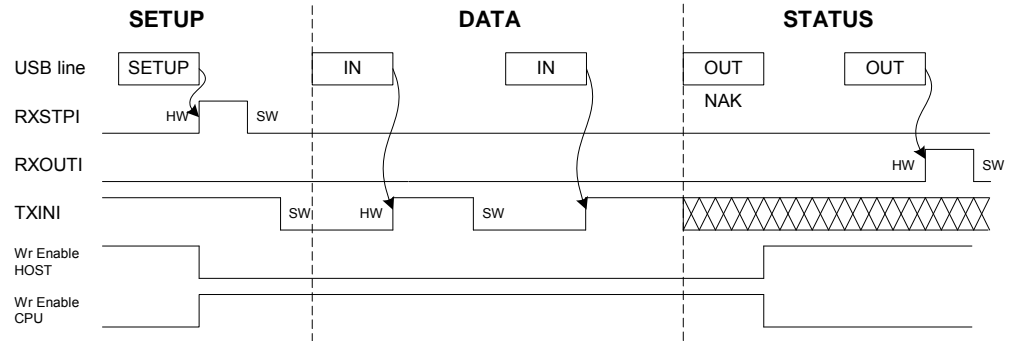 SETUP DATA STATUS
USB line SETUP IN IN OUT OUT
NAK
RXSTPI HW SW
RXOUTI HW SW
TXINI SW HW SW
Wr Enable
HOST
Wr Enable
CPU